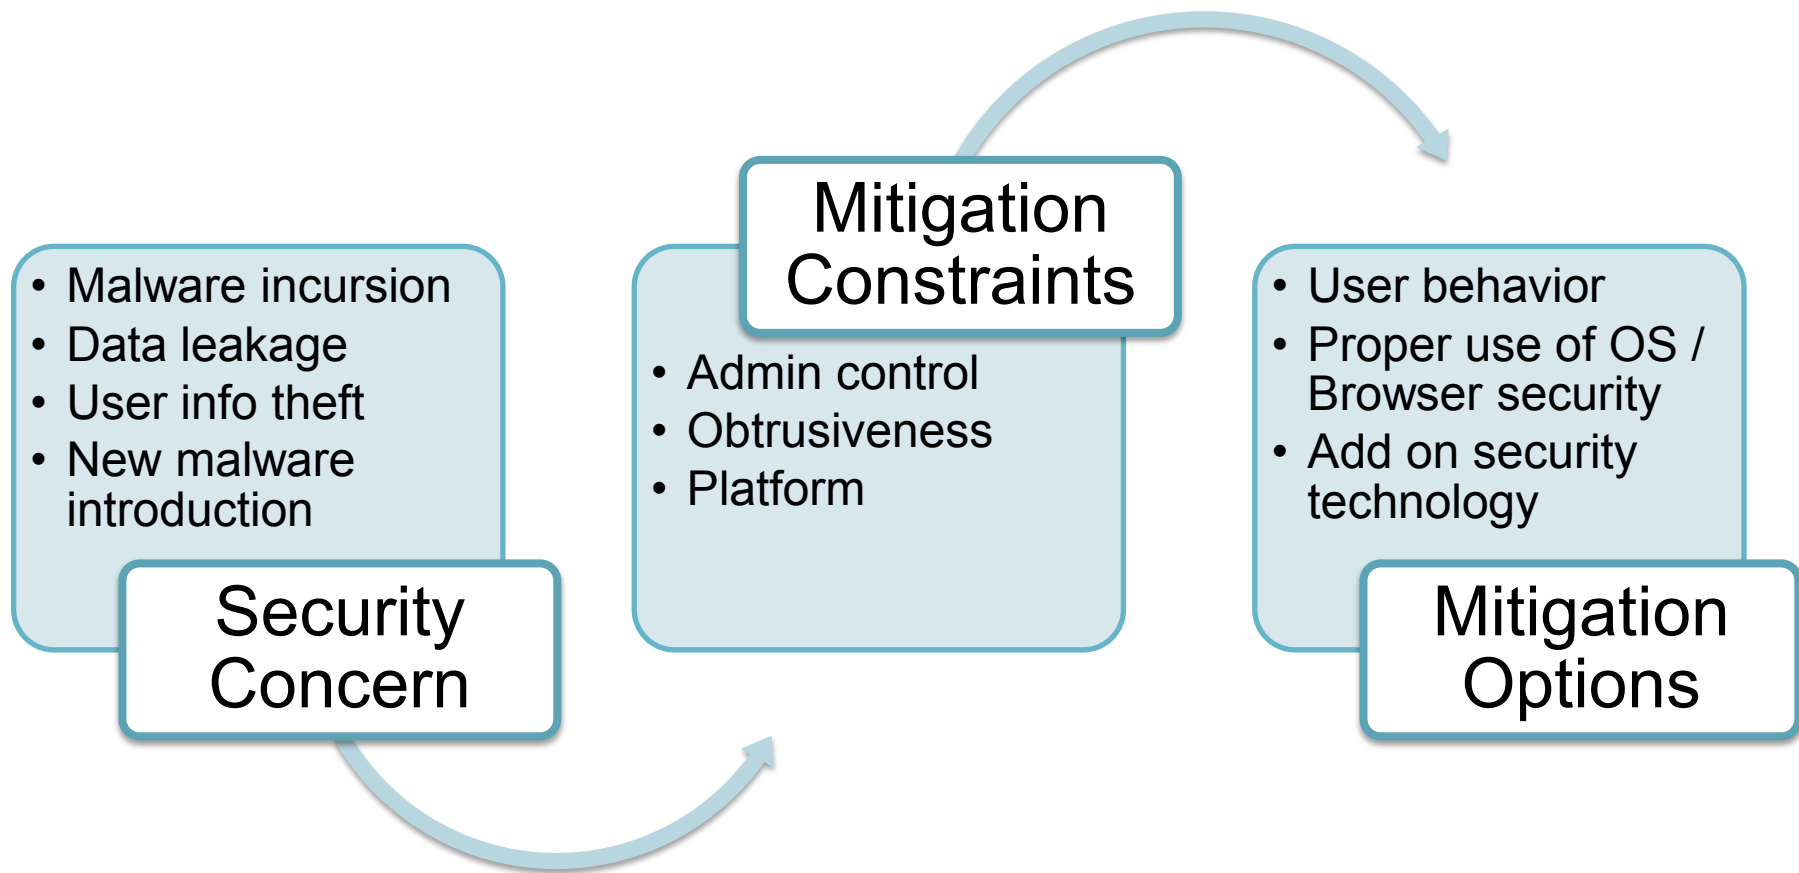 • Malware incursion
• Data leakage
• User info theft
• New malware
introduction
Security
Concern
Mitigation
Constraints
• Admin control
• Obtrusiveness
• Platform
• User behavior
• Proper use of OS /
Browser security
• Add on security
technology
Mitigation
Options